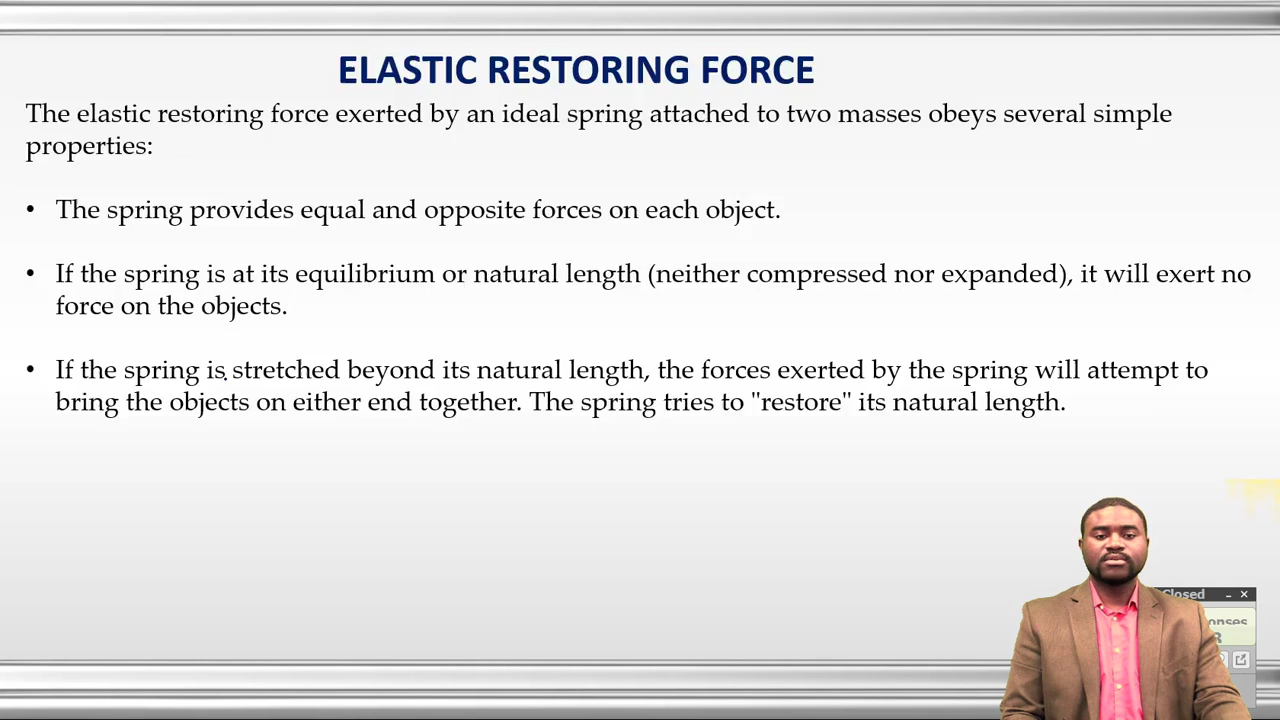 ELASTIC RESTORING FORCE
The elastic restoring force exerted by an ideal spring attached to two masses obeys several simple
properties:
• The spring provides equal and opposite forces on each object.
• If the spring is at its equilibrium or natural length (neither compressed nor expanded), it will exert no
force on the objects.
• If the spring is stretched beyond its natural length, the forces exerted by the spring will attempt to
bring the objects on either end together. The spring tries to "restore" its natural length.
Closed